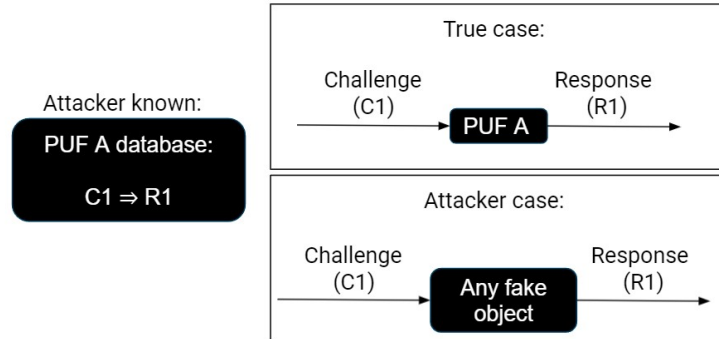 Attacker known:
PUF A database:
C1 ⇒ R1
True case:
Challenge
(C1)
PUF A
Response
(R1)
Attacker case:
Challenge
(C1)
Any fake
object
Response
(R1)